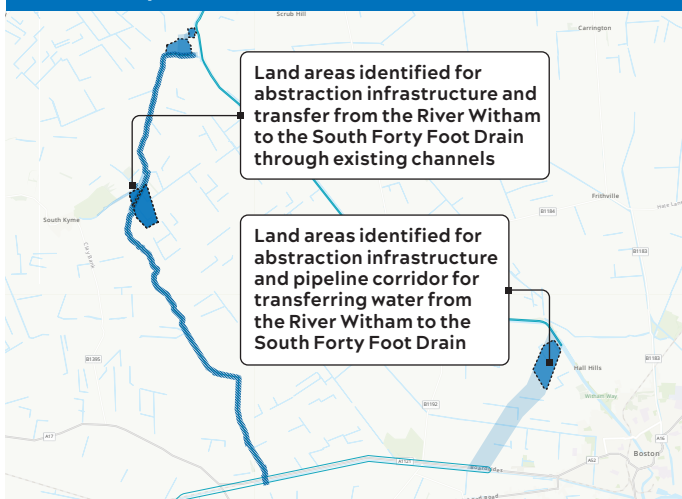 Scrub Hill
Carrington
Land areas identified for
abstraction infrastructure and
transfer from the River Witham
to the South Forty Foot Drain
through existing channels
Frithville
B1184
South Kyme
Land areas identified for
abstraction infrastructure
and pipeline corridor for
transferring water from
the River Witham to the
South Forty Foot Drain
B1183
B1395
B1183
Hall Hills
Witham Way
B1192
A17
A16
Boston
A1121
A52